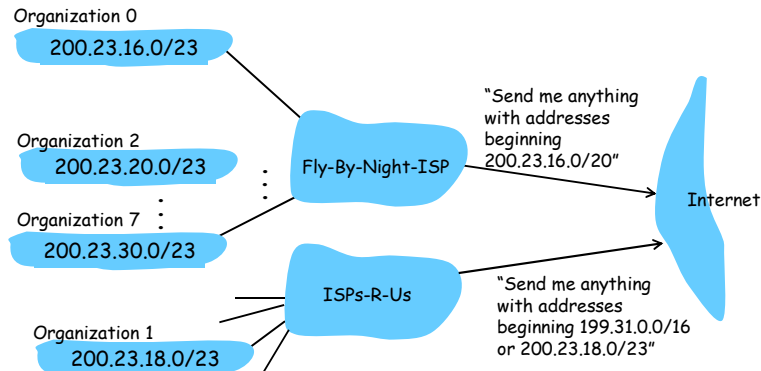 Organization 0
200.23.16.0/23
Organization 2
200.23.20.0/23
Organization 7
200.23.30.0/23
Organization 1
200.23.18.0/23
Fly-By-Night-ISP
ISPs-R-Us
“Send me anything
with addresses
beginning
200.23.16.0/20”
Internet
“Send me anything
with addresses
beginning 199.31.0.0/16
or 200.23.18.0/23”